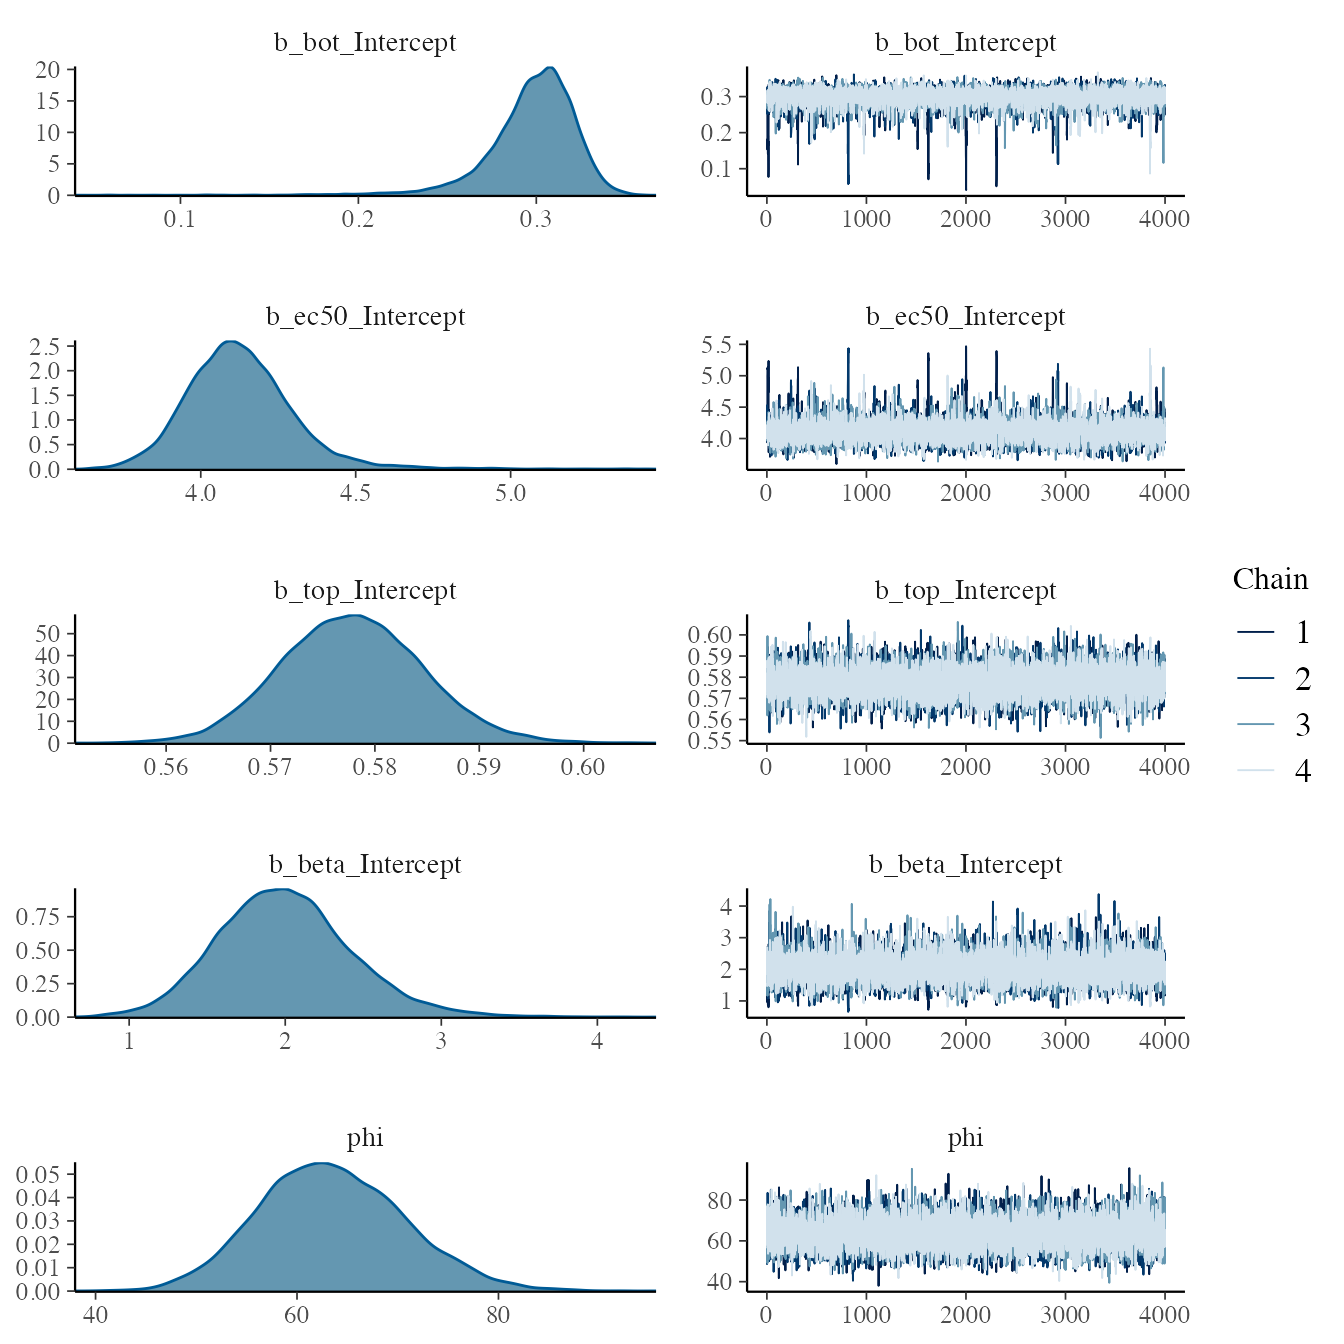 b_bot_Intercept
b_bot_Intercept
20
15
10
5
0
0.1 0.2 0.3
0.3
0.2
0.1
0 1000 2000 3000 4000
b_ec50_Intercept
b_ec50_Intercept
2.5
2.0
1.5
1.0
0.5
0.0
4.0 4.5 5.0
5.5
5.0
4.5
4.0
0 1000 2000 3000 4000
b_top_Intercept
b_top_Intercept
50
40
30
20
10
0
0.56 0.57 0.58 0.59 0.60
0.60
0.59
0.58
0.57
0.56
0.55
0 1000 2000 3000 4000
Chain
1
2
3
4
b_beta_Intercept
b_beta_Intercept
0.75
0.50
0.25
0.00
1 2 3 4
4
3
2
1
0 1000 2000 3000 4000
phi
phi
0.05
0.04
0.03
0.02
0.01
0.00
40 60 80
80
60
40
0 1000 2000 3000 4000